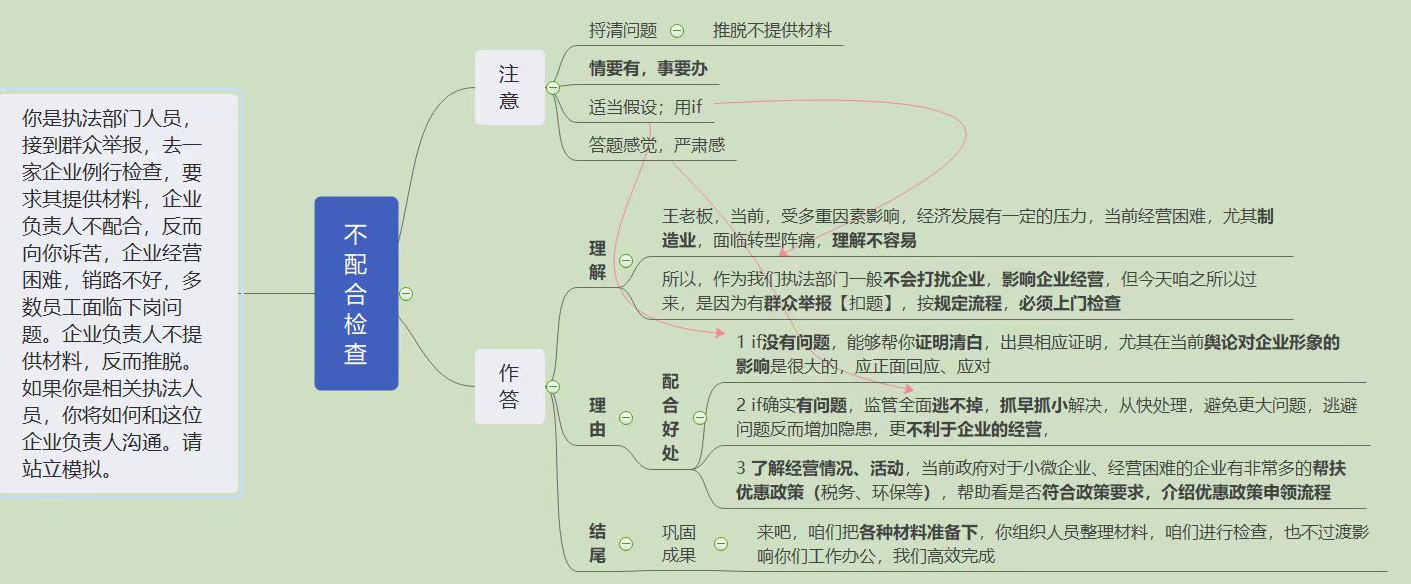 你是执法部门人员，
接到群众举报，去一
家企业例行检查，要
求其提供材料，企业
负责人不配合，反而
向你诉苦，企业经营
困难，销路不好，多
数员工面临下岗问
题。企业负责人不提
供材料，反而推脱。
如果你是相关执法人
员，你将如何和这位
企业负责人沟通。请
站立模拟。
不配合检查
注意
捋清问题 推脱不提供材料
情要有，事要办
适当假设；用if
答题感觉，严肃感
作答
理解
王老板，当前，受多重因素影响，经济发展有一定的压力，当前经营困难，尤其制
造业，面临转型阵痛，理解不容易
所以，作为我们执法部门一般不会打扰企业，影响企业经营，但今天咱之所以过
来，是因为有群众举报【扣题】，按规定流程，必须上门检查
理由
配合好处
1 if没有问题，能够帮你证明清白，出具相应证明，尤其在当前舆论对企业形象的
影响是很大的，应正面回应、应对
2 if确实有问题，监管全面逃不掉，抓早抓小解决，从快处理，避免更大问题，逃避
问题反而增加隐患，更不利于企业的经营，
3 了解经营情况、活动，当前政府对于小微企业、经营困难的企业有非常多的帮扶
优惠政策（税务、环保等），帮助看是否符合政策要求，介绍优惠政策申领流程
结尾
巩固
成果
来吧，咱们把各种材料准备下，你组织人员整理材料，咱们进行检查，也不过渡影
响你们工作办公，我们高效完成